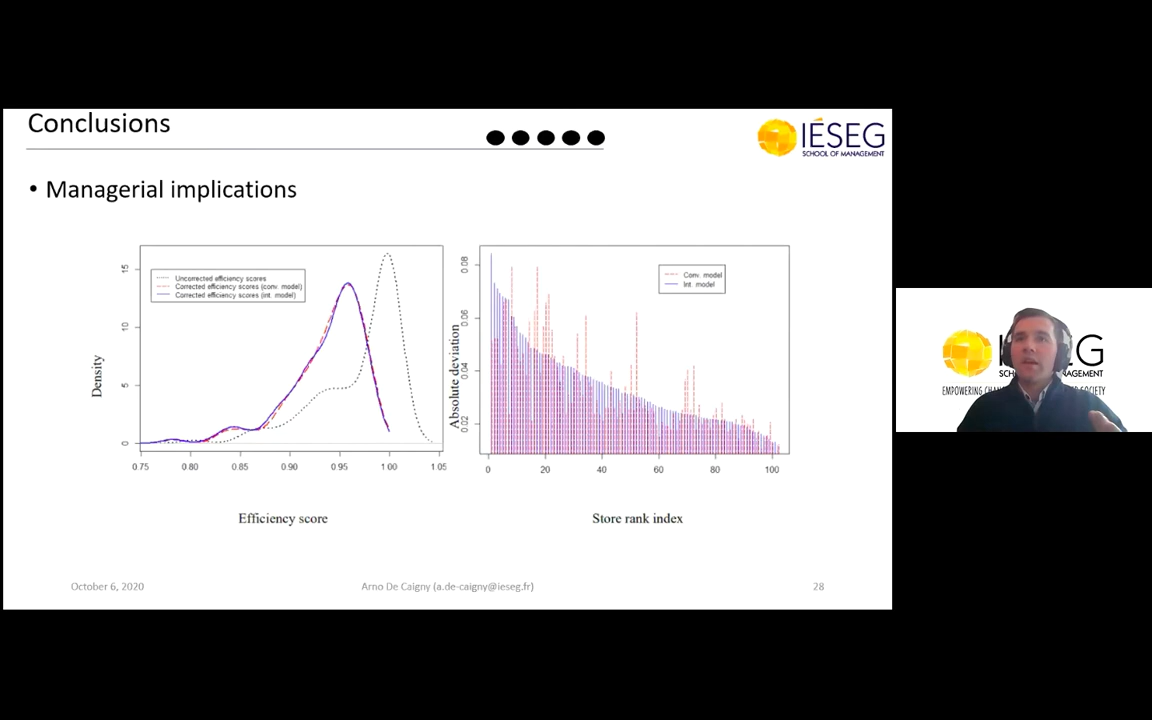 Conclusions
IÉSEG
SCHOOL OF MANAGEMENT
• Managerial implications
Uncorrected efficiency scores
Corrected efficiency scores (conv. model)
Corrected efficiency scores (int. model)
Density
15
10
5
0
0.75 0.80 0.85 0.90 0.95 1.00 1.05
Efficiency score
Conv. model
Int. model
Absolute deviation
0.08
0.06
0.04
0.02
0 20 40 60 80 100
Store rank index
October 6, 2020
Arno De Caigny (a.de-caigny@ieseg.fr)
28
G
AGEMENT
EMPOWERING SOCIETY